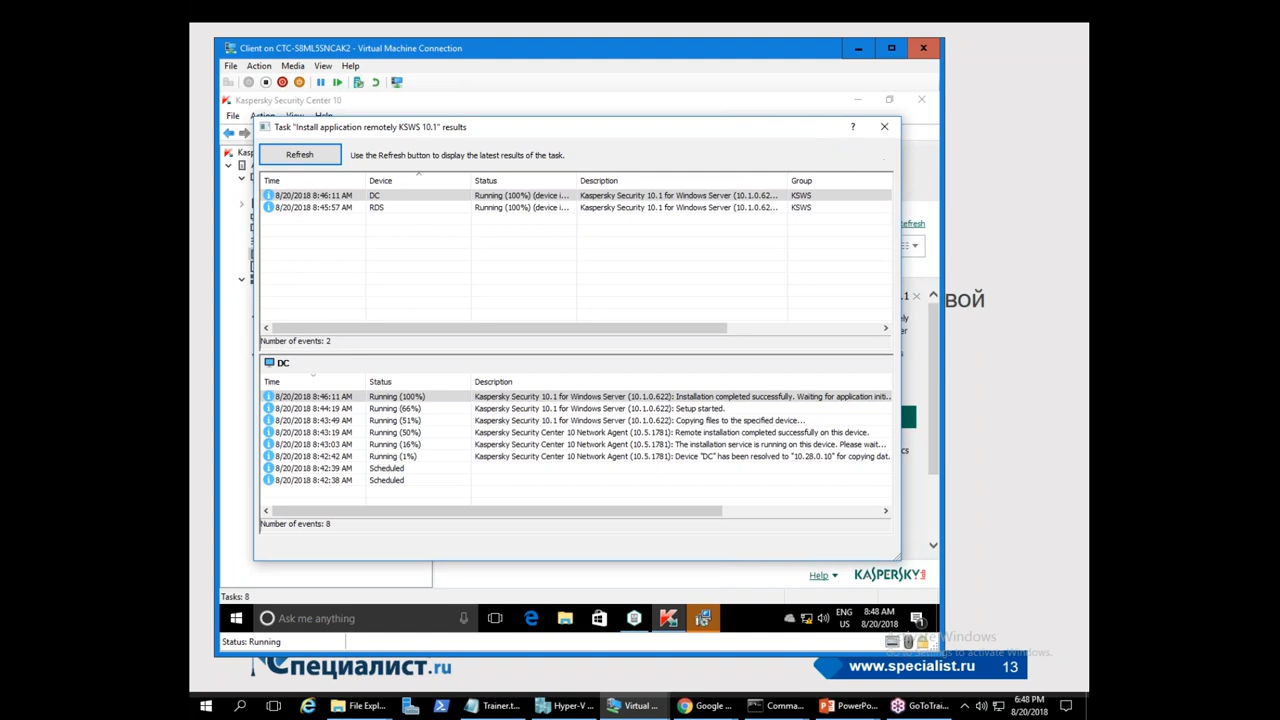 Client on CTC-S8ML5SNCAK2 - Virtual Machine Connection
File Action Media View Help
Kaspersky Security Center 10
File Action View Help
Task "Install application remotely KSWS 10.1" results
Refresh Use the Refresh button to display the latest results of the task.
Time Device Status Description Group
8/20/2018 8:46:11 AM DC Running (100%) (device i... Kaspersky Security 10.1 for Windows Server (10.1.0.62... KSWS
8/20/2018 8:45:57 AM RDS Running (100%) (device i... Kaspersky Security 10.1 for Windows Server (10.1.0.62... KSWS
Number of events: 2
DC
Time Status Description
8/20/2018 8:46:11 AM Running (100%) Kaspersky Security 10.1 for Windows Server (10.1.0.622): Installation completed successfully. Waiting for application initi...
8/20/2018 8:44:19 AM Running (66%) Kaspersky Security 10.1 for Windows Server (10.1.0.622): Setup started.
8/20/2018 8:43:49 AM Running (51%) Kaspersky Security 10.1 for Windows Server (10.1.0.622): Copying files to the specified device...
8/20/2018 8:43:19 AM Running (50%) Kaspersky Security Center 10 Network Agent (10.5.1781): Remote installation completed successfully on this device.
8/20/2018 8:43:03 AM Running (16%) Kaspersky Security Center 10 Network Agent (10.5.1781): The installation service is running on this device. Please wait...
8/20/2018 8:42:42 AM Running (1%) Kaspersky Security Center 10 Network Agent (10.5.1781): Device "DC" has been resolved to "10.28.0.10" for copying dat.
8/20/2018 8:42:39 AM Scheduled
8/20/2018 8:42:38 AM Scheduled
Number of events: 8
Refresh
.1
вой
Help KASPERSKY
Tasks: 8
Ask me anything
ENG 8:48 AM
US 8/20/2018
Activate Windows
Go to Settings to activate Windows.
Status: Running
Специалист.ru www.specialist.ru 13
File Expl... Trainer.t... Hyper-V ... Virtual ... Google ... Comma... PowerPo... GoToTrai...
6:48 PM
8/20/2018